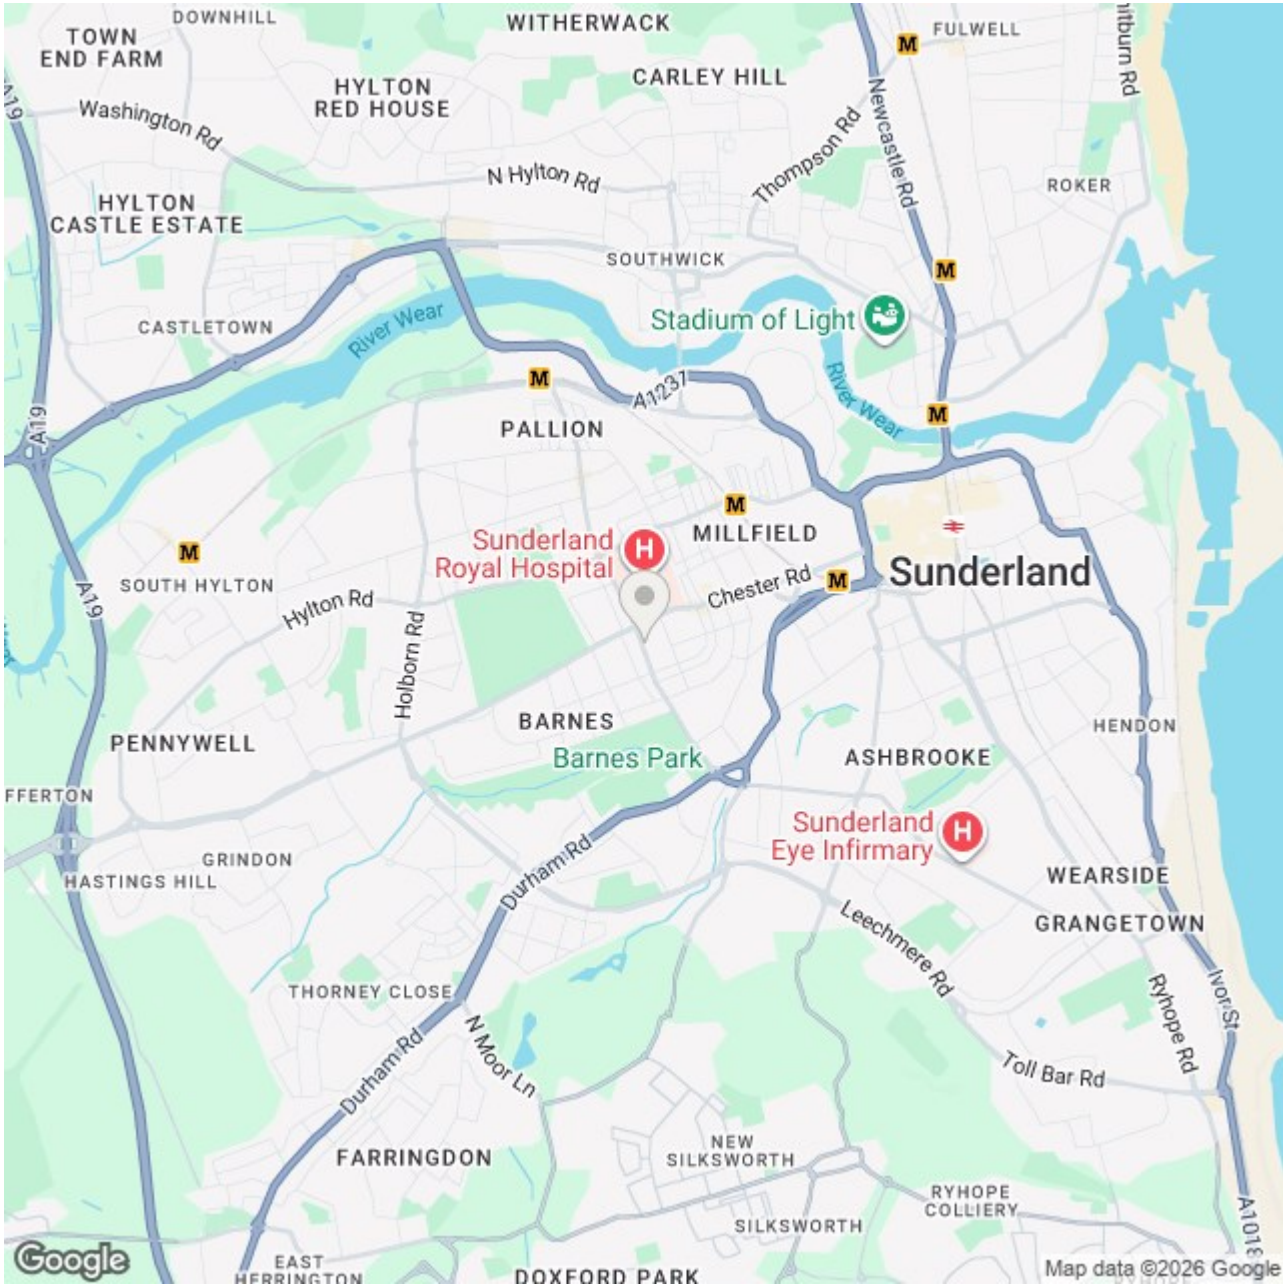 DOWNHILL
WITHERWACK
FULWELL
TOWN
END FARM
CARLEY HILL
HYLTON
RED HOUSE
Washington Rd
A19
Newcastle Rd
Thompson Rd
N Hylton Rd
ROKER
HYLTON
CASTLE ESTATE
SOUTHWICK
CASTLETOWN
River Wear
Stadium of Light
A1231
River Wear
A19
PALLION
MILLFIELD
Sunderland
Royal Hospital
H
SOUTH HYLTON
Hylton Rd
Chester Rd
Sunderland
A19
Holborn Rd
BARNES
HENDON
PENNYWELL
Barnes Park
ASHBROOKE
FFERTON
Sunderland
Eye Infirmary
H
GRINDON
HASTINGS HILL
Durham Rd
WEARSIDE
GRANGETOWN
Leechmere Rd
THORNEY CLOSE
Ryhope Rd
Ivor St
N Moor Ln
Durham Rd
Toll Bar Rd
FARRINGDON
NEW
SILKSWORTH
RYHOPE
COLLIERY
SILKSWORTH
A1018
EAST
HERRINGTON
DOXFORD PARK
M
M
M
M
M
M
M
Google
Map data ©2026 Google